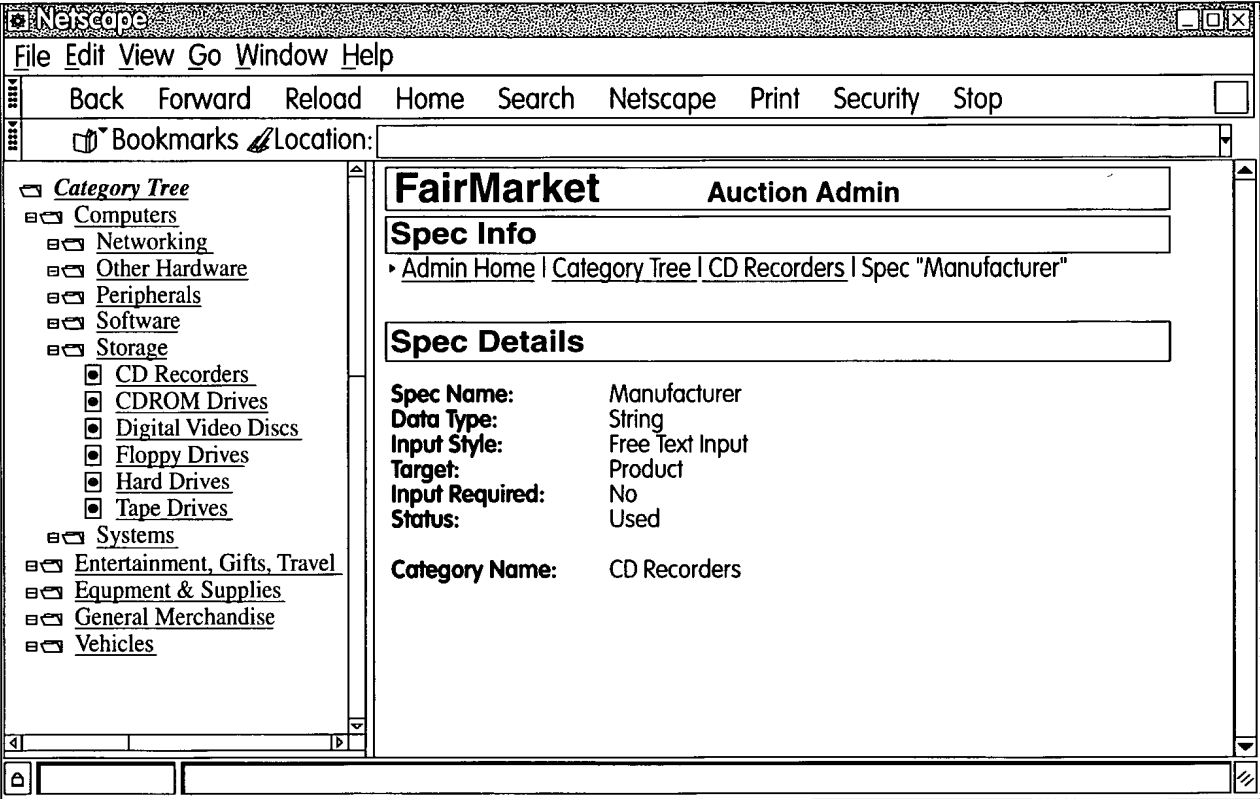 Netscape
File Edit View Go Window Help
Back Forward Reload Home Search Netscape Print Security Stop
Bookmarks Location:
Category Tree
Computers
Networking
Other Hardware
Peripherals
Software
Storage
CD Recorders
CDROM Drives
Digital Video Discs
Floppy Drives
Hard Drives
Tape Drives
Systems
Entertainment, Gifts, Travel
Equpment & Supplies
General Merchandise
Vehicles
FairMarket Auction Admin
Spec Info
Admin Home | Category Tree | CD Recorders | Spec "Manufacturer"
Spec Details
Spec Name: Manufacturer
Data Type: String
Input Style: Free Text Input
Target: Product
Input Required: No
Status: Used
Category Name: CD Recorders